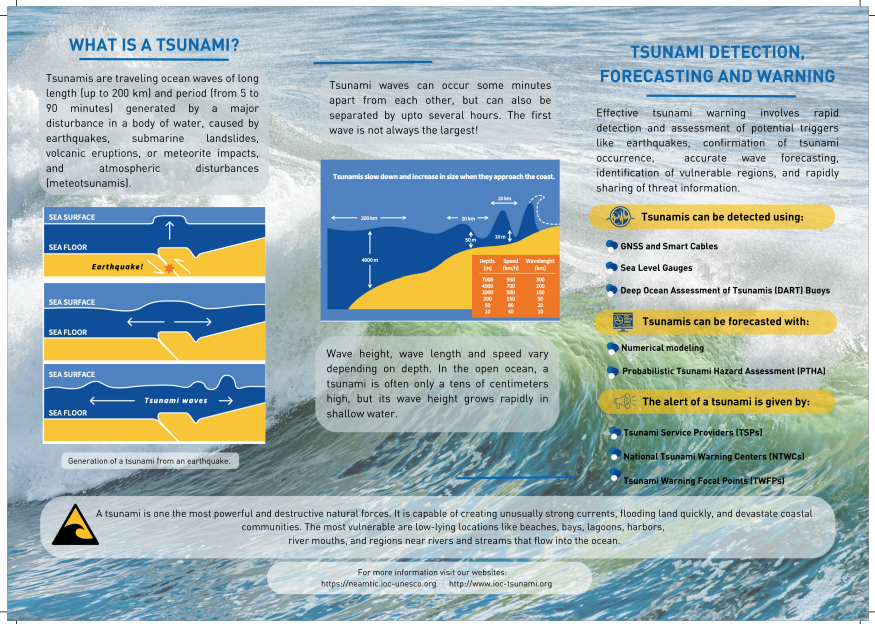 WHAT IS A TSUNAMI?
Tsunamis are traveling ocean waves of long
length (up to 200 km) and period (from 5 to
90 minutes) generated by a major
disturbance in a body of water, caused by
earthquakes, submarine landslides,
volcanic eruptions, or meteorite impacts,
and atmospheric disturbances
(meteotsunamis).
SEA SURFACE
SEA FLOOR
Earthquake!
SEA SURFACE
SEA FLOOR
SEA SURFACE
Tsunami waves
SEA FLOOR
Generation of a tsunami from an earthquake.
Tsunami waves can occur some minutes
apart from each other, but can also be
separated by upto several hours. The first
wave is not always the largest!
Tsunamis slow down and increase in size when they approach the coast.
10 km
200 km
20 km
50 m
10 m
4000 m
Depth. Speed Wavelenght
(m) (km/h) (km)
7000 950 300
4000 700 200
2000 500 150
200 150 50
50 80 20
10 40 10
Wave height, wave length and speed vary
depending on depth. In the open ocean, a
tsunami is often only a tens of centimeters
high, but its wave height grows rapidly in
shallow water.
TSUNAMI DETECTION,
FORECASTING AND WARNING
Effective tsunami warning involves rapid
detection and assessment of potential triggers
like earthquakes, confirmation of tsunami
occurrence, accurate wave forecasting,
identification of vulnerable regions, and rapidly
sharing of threat information.
Tsunamis can be detected using:
GNSS and Smart Cables
Sea Level Gauges
Deep Ocean Assessment of Tsunamis (DART) Buoys
Tsunamis can be forecasted with:
Numerical modeling
Probabilistic Tsunami Hazard Assessment (PTHA)
The alert of a tsunami is given by:
Tsunami Service Providers (TSPs)
National Tsunami Warning Centers (NTWCs)
Tsunami Warning Focal Points (TWFPs)
A tsunami is one the most powerful and destructive natural forces. It is capable of creating unusually strong currents, flooding land quickly, and devastate coastal
communities. The most vulnerable are low-lying locations like beaches, bays, lagoons, harbors,
river mouths, and regions near rivers and streams that flow into the ocean.
For more information visit our websites:
https://neamtic.ioc-unesco.org http://www.ioc-tsunami.org